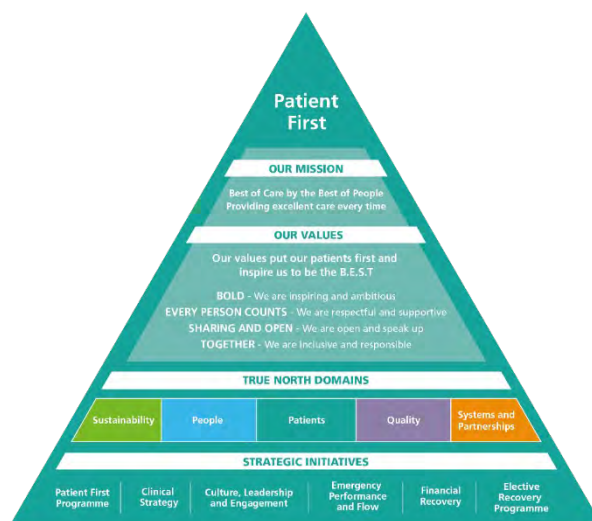 Patient
First
OUR MISSION
Best of Care by the Best of People
Providing excellent care every time
OUR VALUES
Our values put our patients first and
inspire us to be the B.E.S.T
BOLD - We are inspiring and ambitious
EVERY PERSON COUNTS - We are respectful and supportive
SHARING AND OPEN - We are open and speak up
TOGETHER - We are inclusive and responsible
TRUE NORTH DOMAINS
Sustainability
People
Patients
Quality
Systems and
Partnerships
STRATEGIC INITIATIVES
Patient First
Programme
Clinical
Strategy
Culture, Leadership
and Engagement
Emergency
Performance
and Flow
Financial
Recovery
Elective
Recovery
Programme